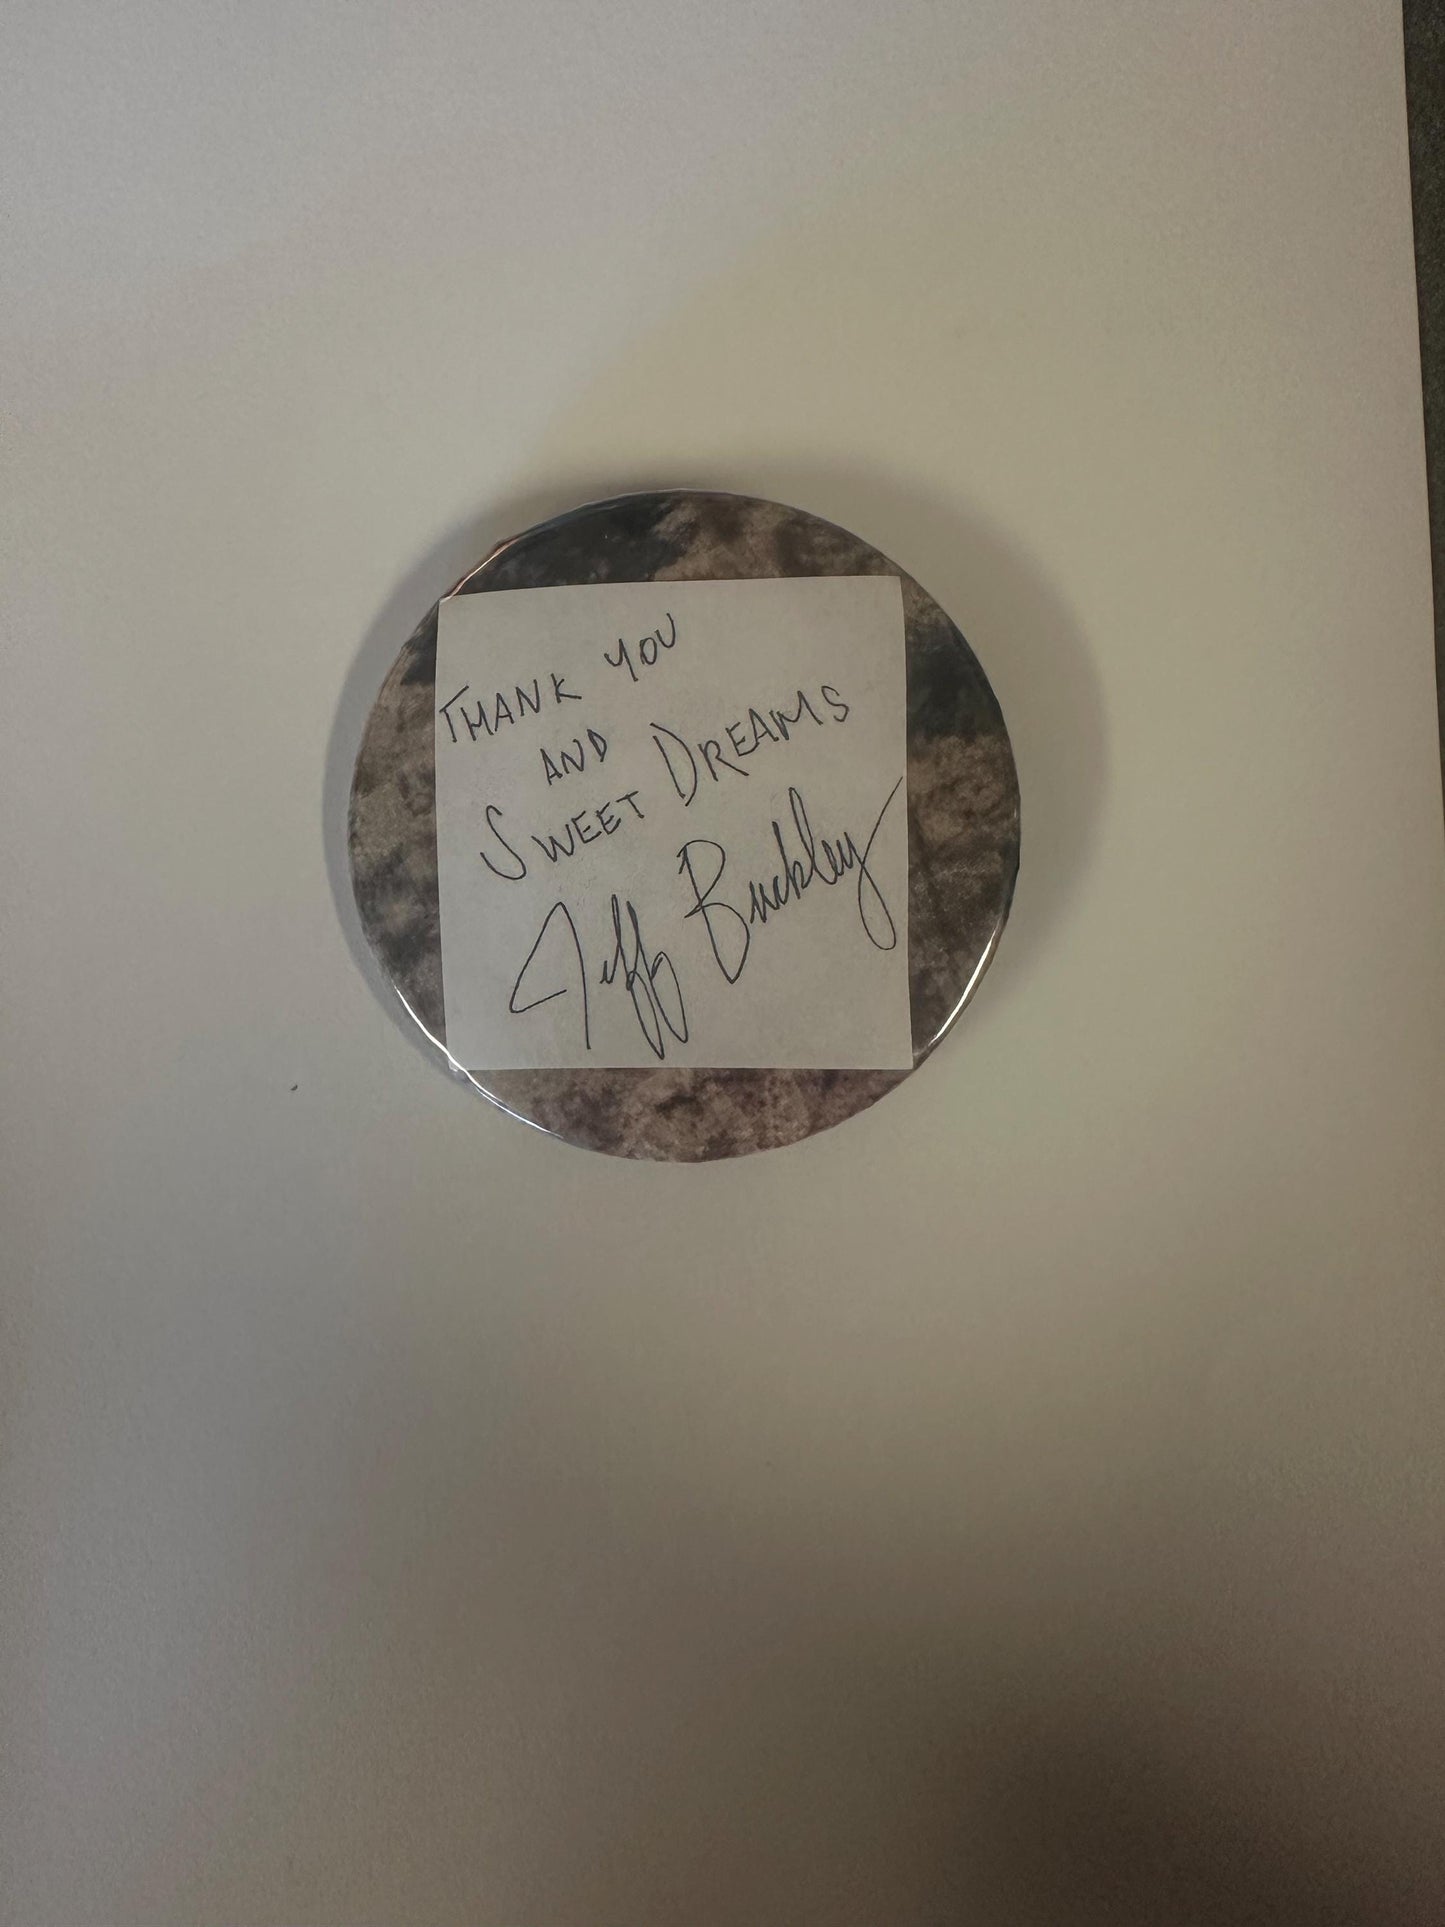 THANK YOU
AND
SWEET DREAMS
Jeff Buckley